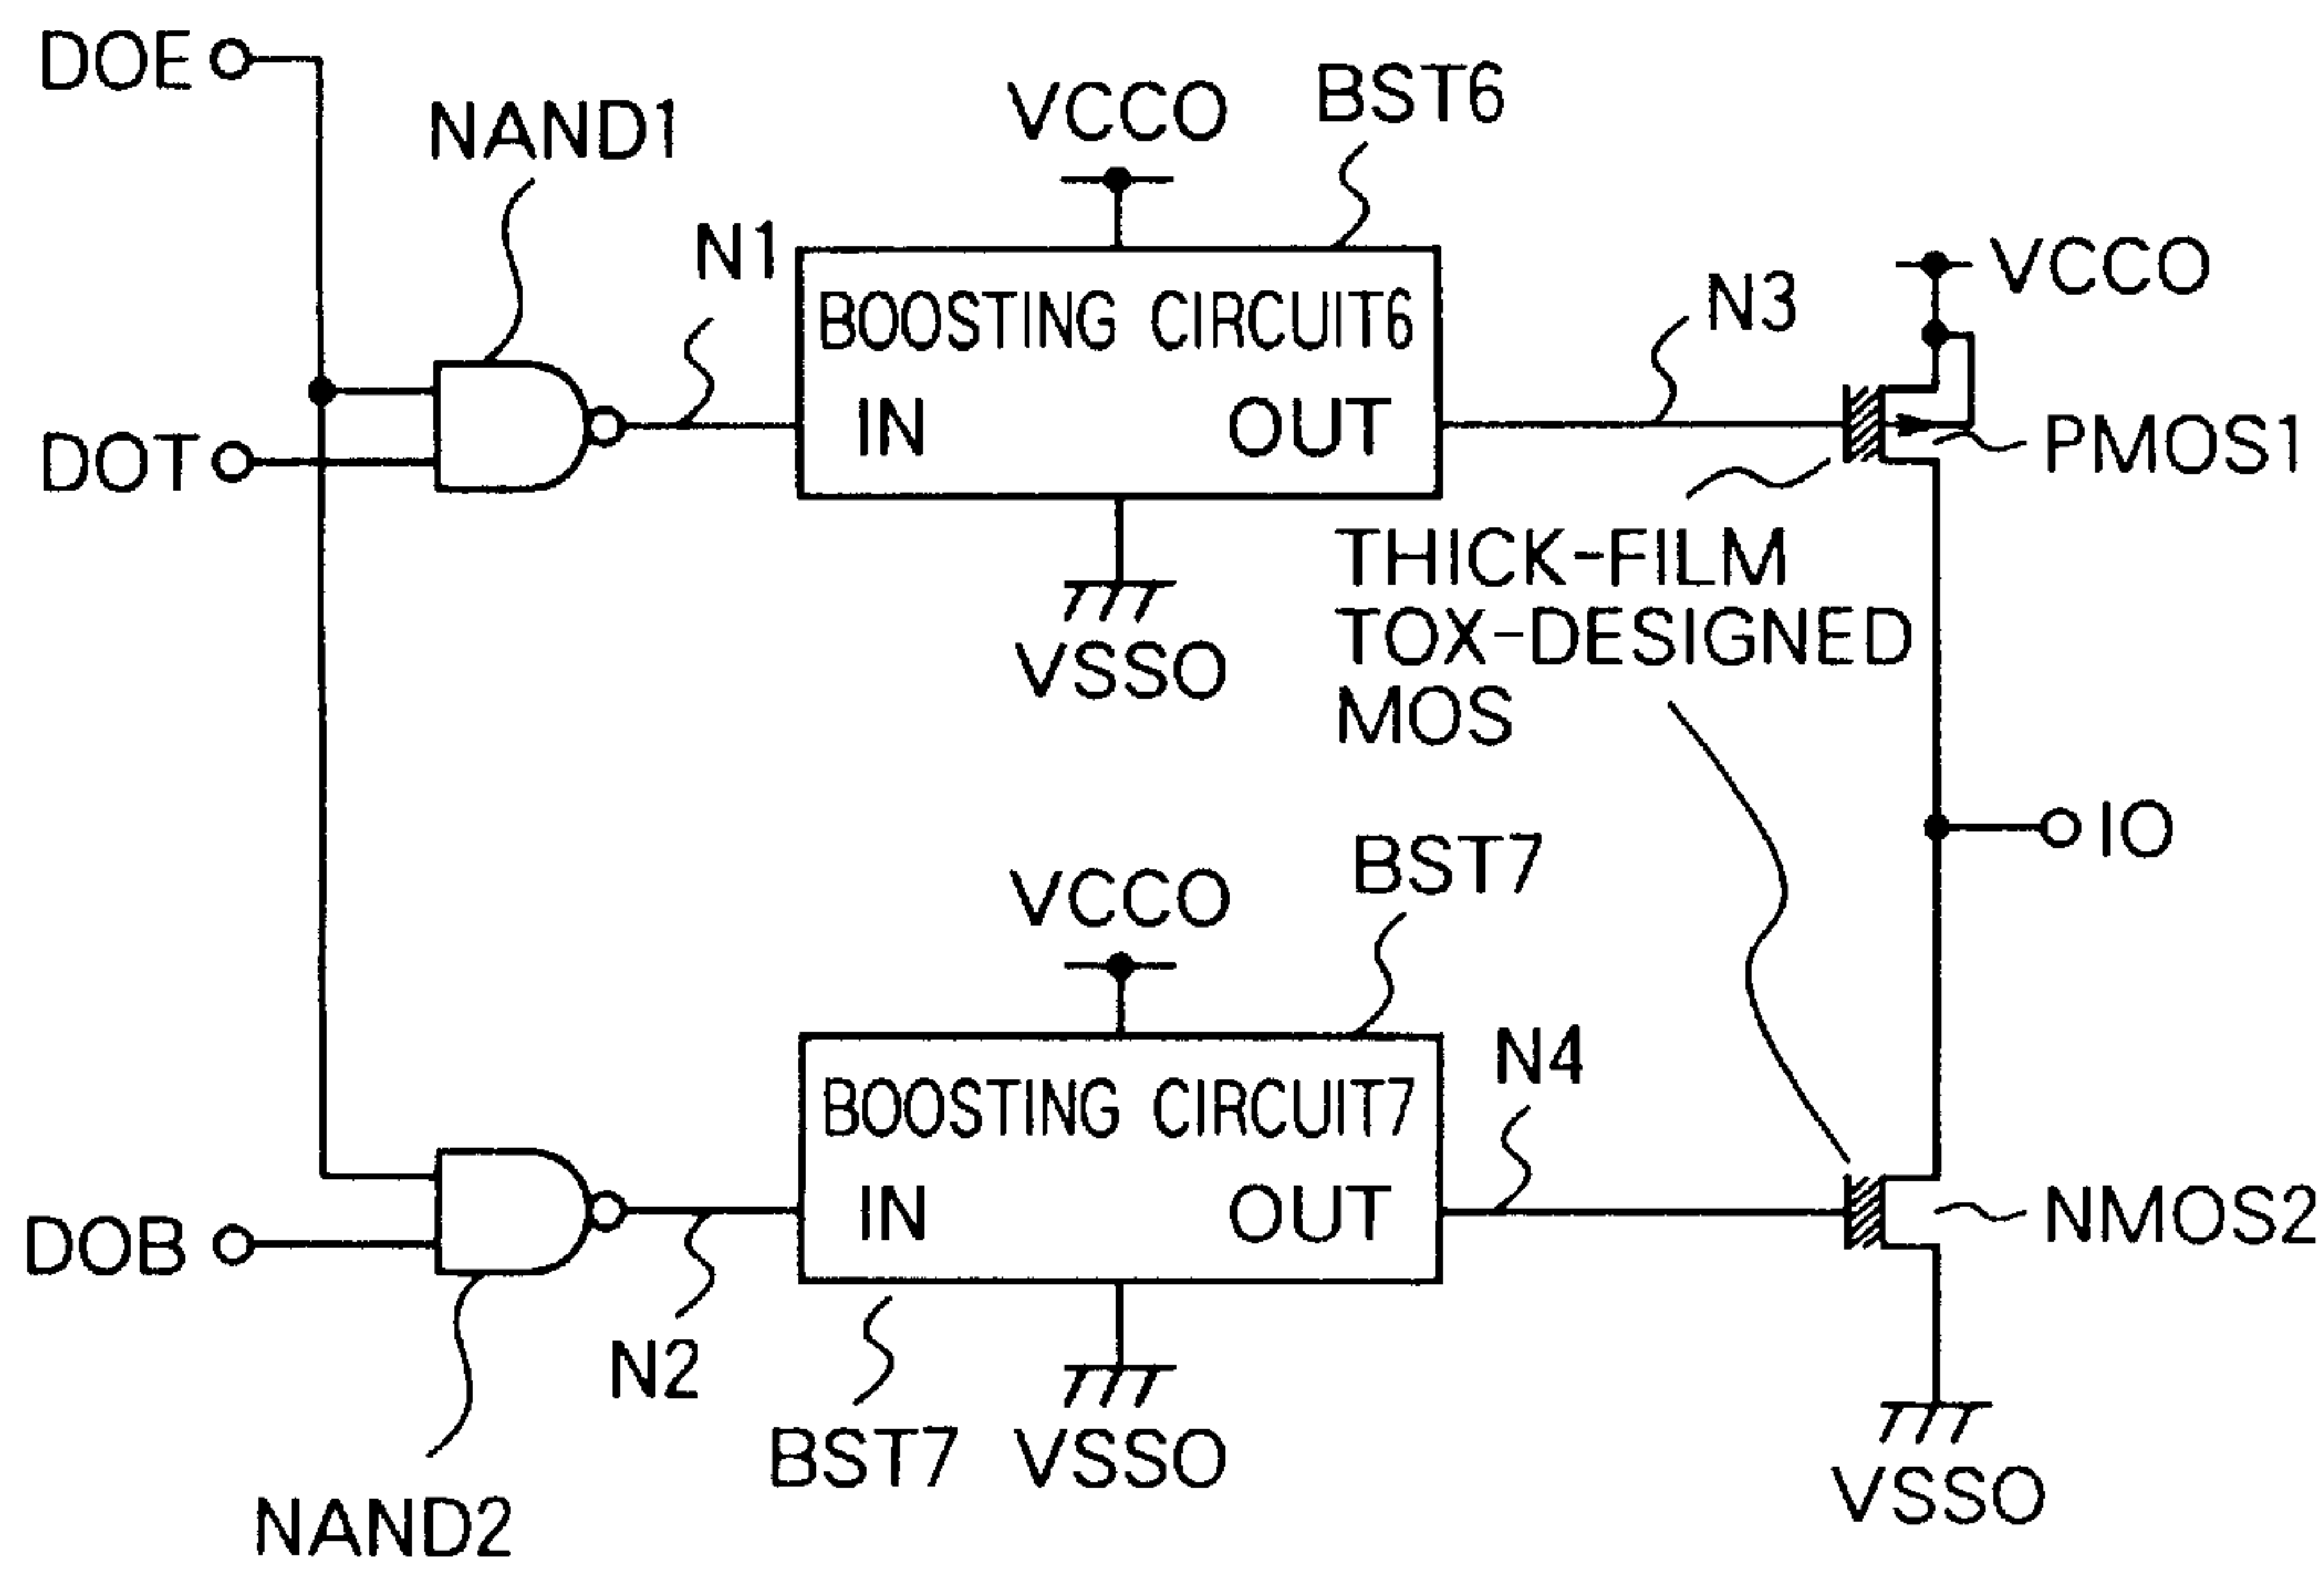 DOE
NAND1
VCCO
BST6
N1
VCCO
N3
BOOSTING CIRCUIT6
IN OUT
DOT
PMOS1
THICK-FILM
TOX-DESIGNED
MOS
VSSO
IO
BST7
VCCO
N4
BOOSTING CIRCUIT7
IN OUT
DOB
NMOS2
N2
BST7
VSSO
VSSO
NAND2